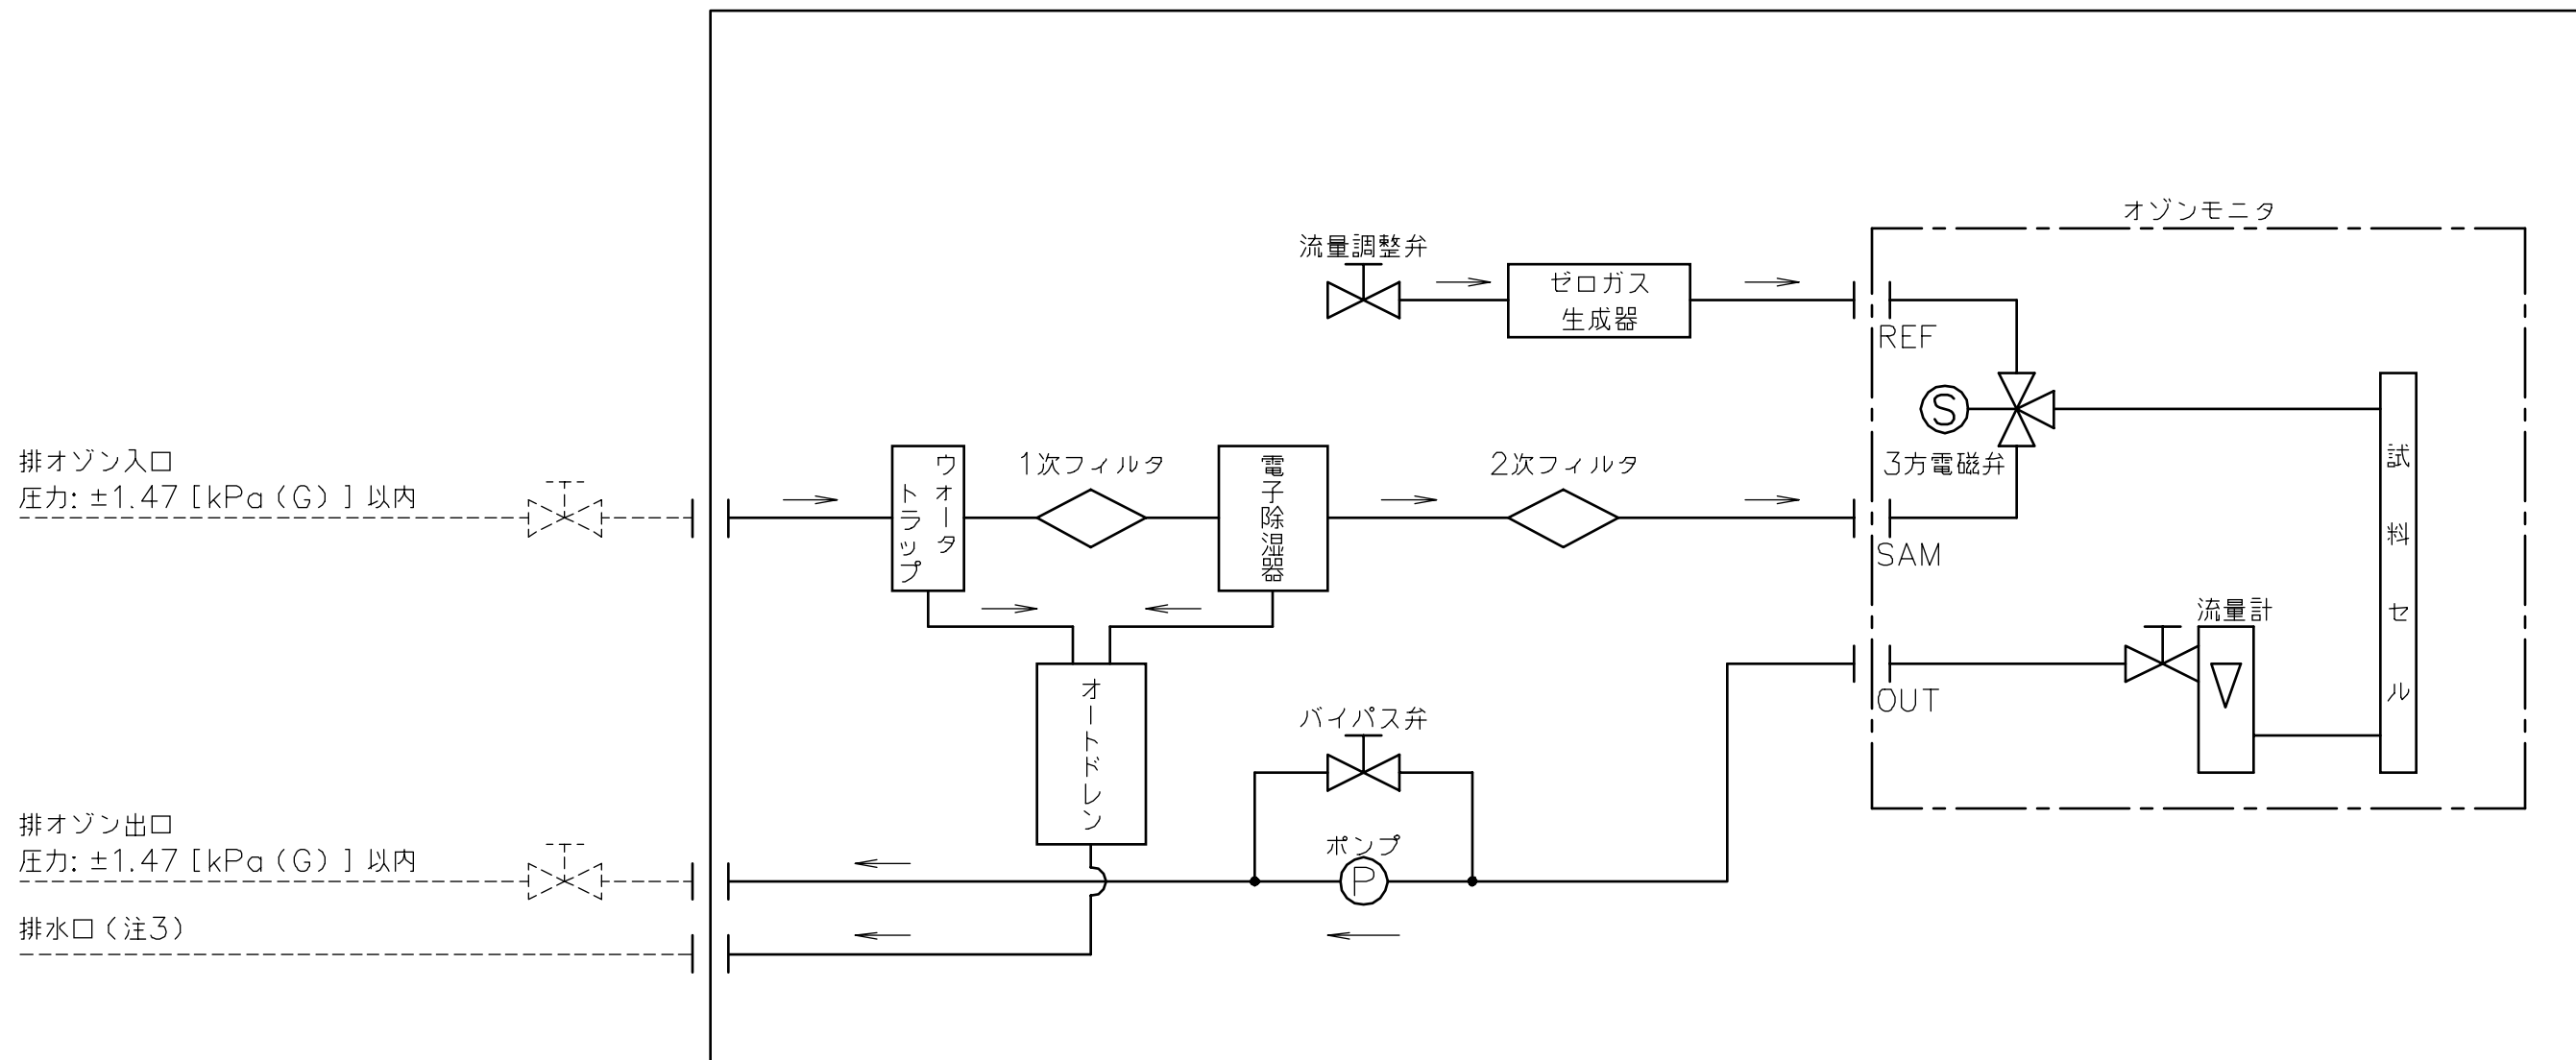 オゾンモニタ
流量調整弁
ゼロガス
生成器
REF
S
3方電磁弁
試料セル
排オゾン入口
圧力: ±1.47 [kPa (G) ] 以内
ウオータ
トラップ
1次フィルタ
電子除湿器
2次フィルタ
SAM
流量計
オートドレン
OUT
バイパス弁
排オゾン出口
圧力: ±1.47 [kPa (G) ] 以内
ポンプ
P
排水口 (注3)